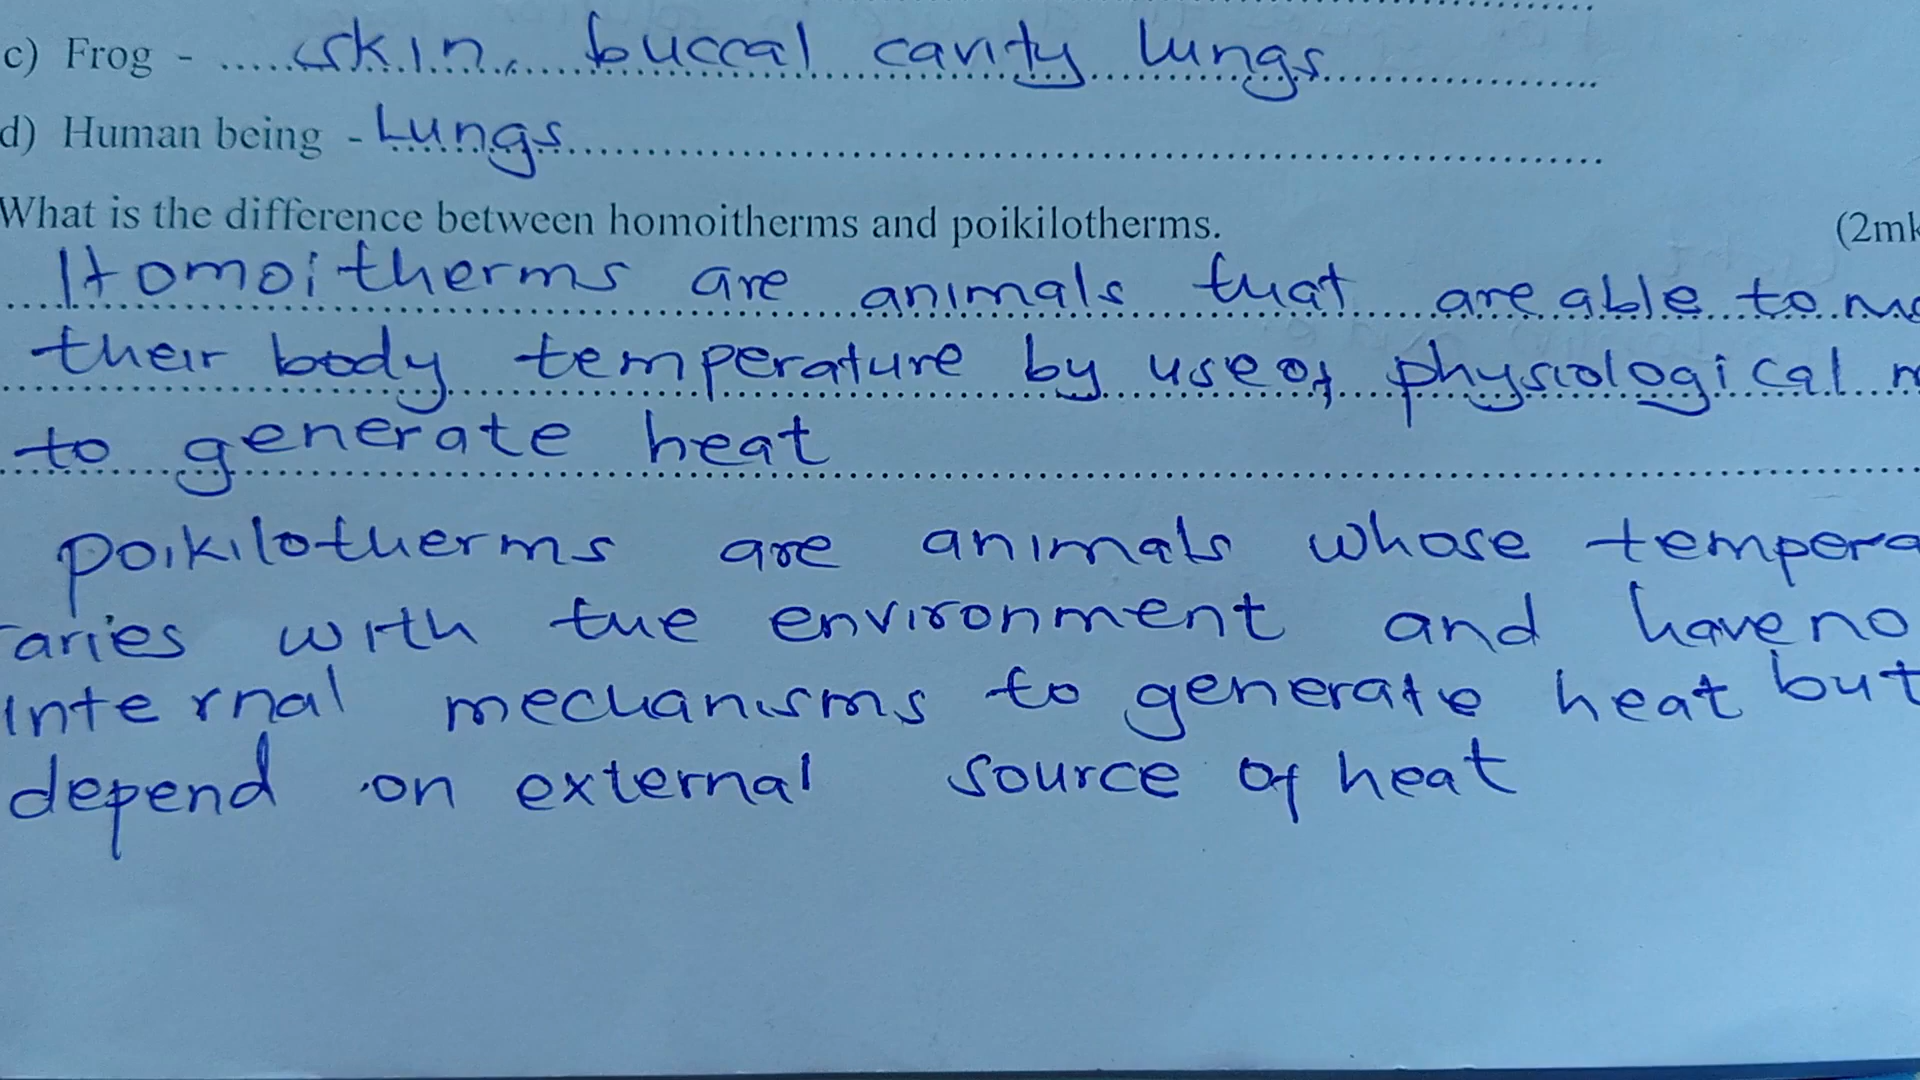 c) Frog - ..... skin, buccal cavity lungs
d) Human being - Lungs
What is the difference between homoitherms and poikilotherms. (2mk
Homoitherms are animals that are able to
their body temperature by use of physiological
to generate heat
poikilotherms are animals whose tempera
aries with the environment and have no
internal mechanisms to generate heat but
depend on external source of heat